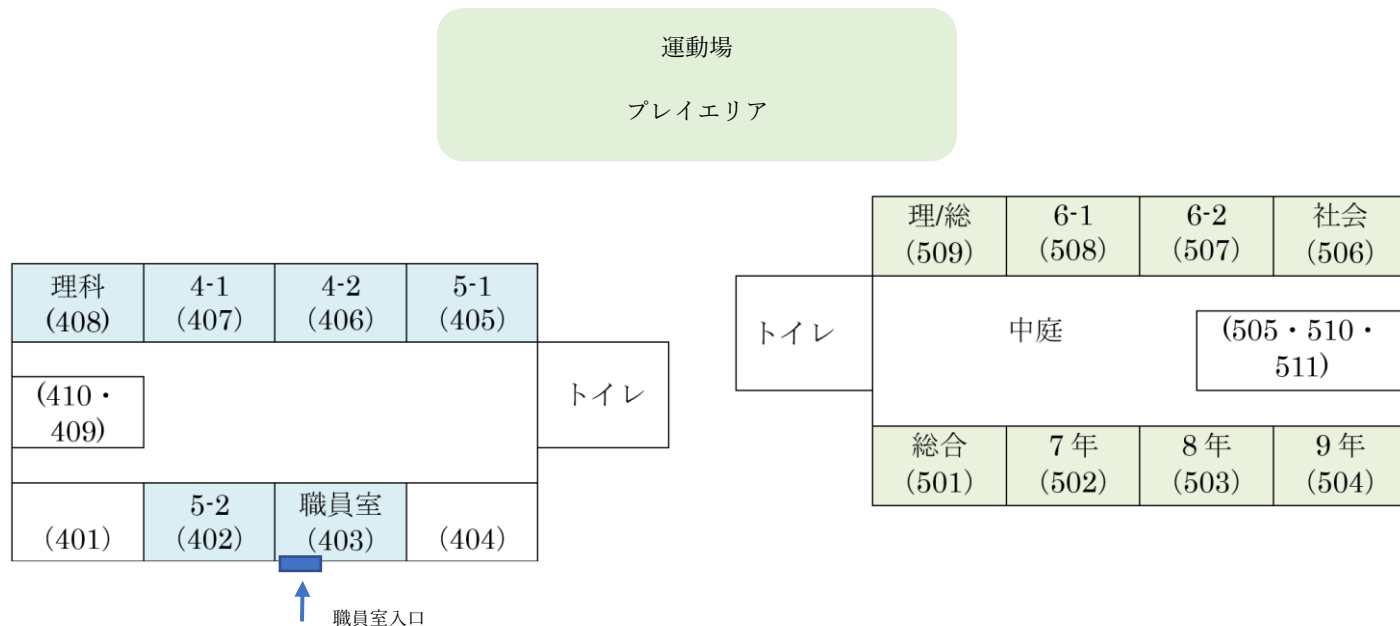 運動場
プレイエリア
理科
(408)
4-1
（407）
4-2
（406）
5-1
（405）
(410・
409)
トイレ
（401）
5-2
（402）
職員室
（403）
（404）
職員室入口
理/総
（509）
6-1
（508）
6-2
（507）
社会
（506）
トイレ
中庭
(505・510・
511)
総合
（501）
7 年
（502）
8 年
（503）
9 年
（504）